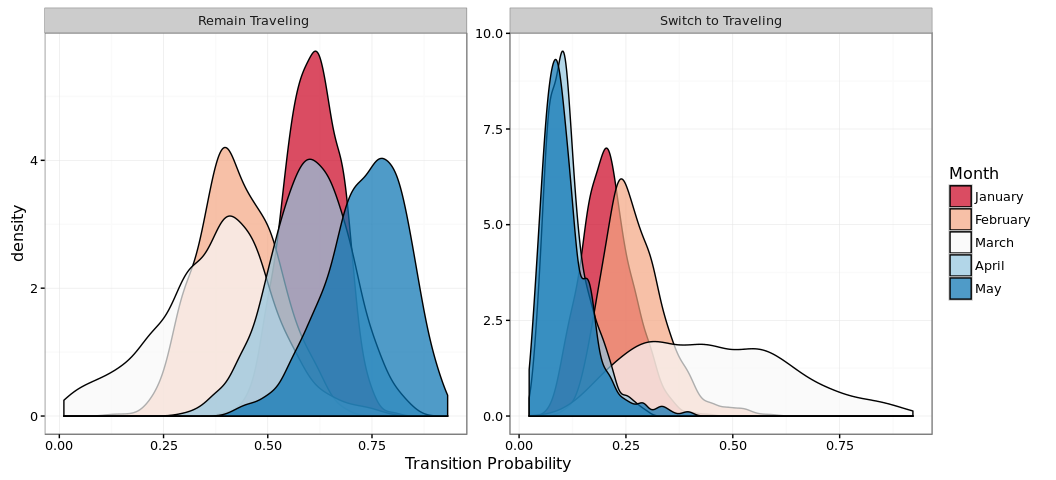 Remain Traveling
Switch to Traveling
density
0
2
4
0.00
0.25
0.50
0.75
0.0
2.5
5.0
7.5
10.0
0.00
0.25
0.50
0.75
Transition Probability
Month
January
February
March
April
May